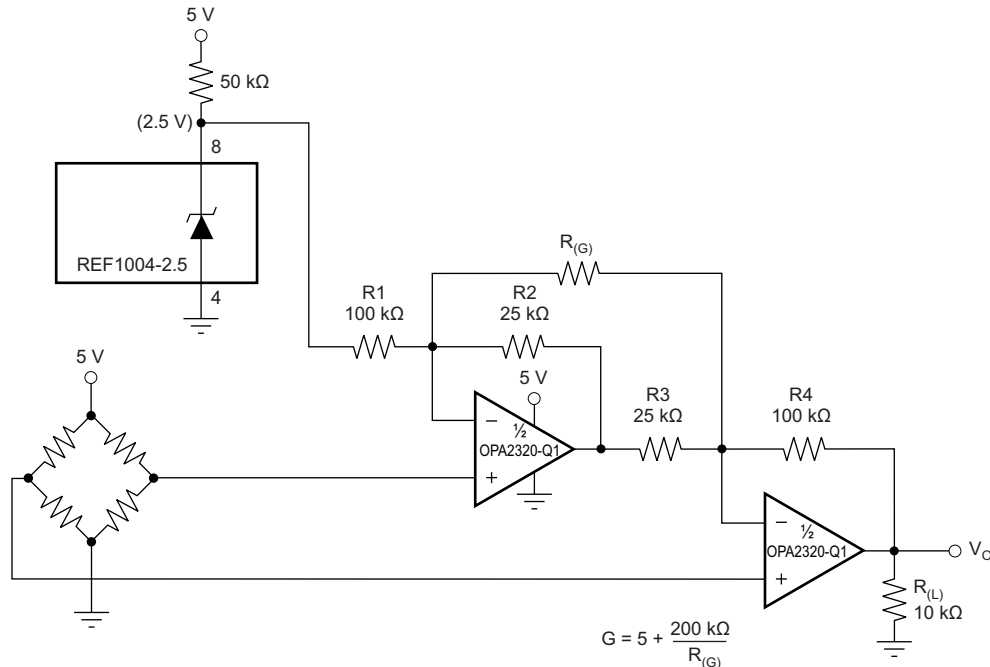 5 V
50 kΩ
(2.5 V)
8
REF1004-2.5
4
R(G)
R1
100 kΩ
R2
25 kΩ
5 V
5 V
R3
25 kΩ
R4
100 kΩ
−
½
OPA2320-Q1
+
−
½
OPA2320-Q1
+
VO
R(L)
10 kΩ
G = 5 + 200 kΩ / R(G)